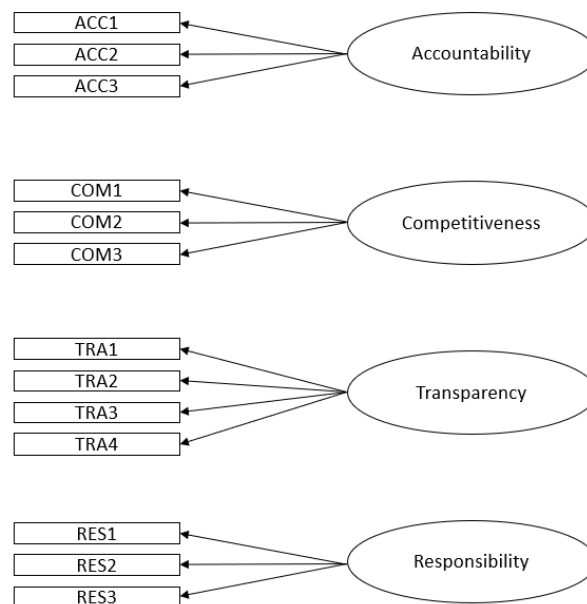 ACC1
ACC2
ACC3
Accountability
COM1
COM2
COM3
Competitiveness
TRA1
TRA2
TRA3
TRA4
Transparency
RES1
RES2
RES3
Responsibility